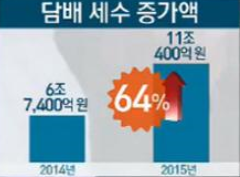 담배 세수 증가액
11조
400억 원
6조
7,400억 원
64%
2014년
2015년